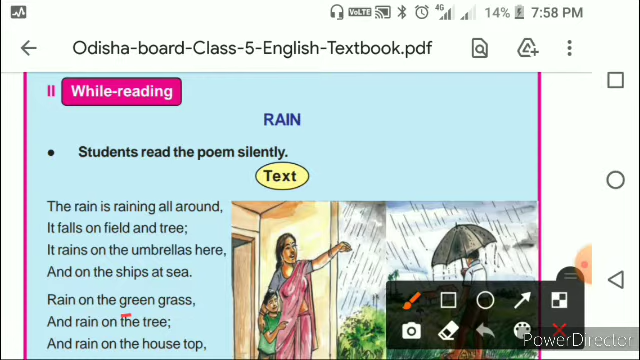 14% 7:58 PM
Odisha-board-Class-5-English-Textbook.pdf
II While-reading
RAIN
• Students read the poem silently.
Text
The rain is raining all around,
It falls on field and tree;
It rains on the umbrellas here,
And on the ships at sea.
Rain on the green grass,
And rain on the tree;
And rain on the house top,
PowerDirector